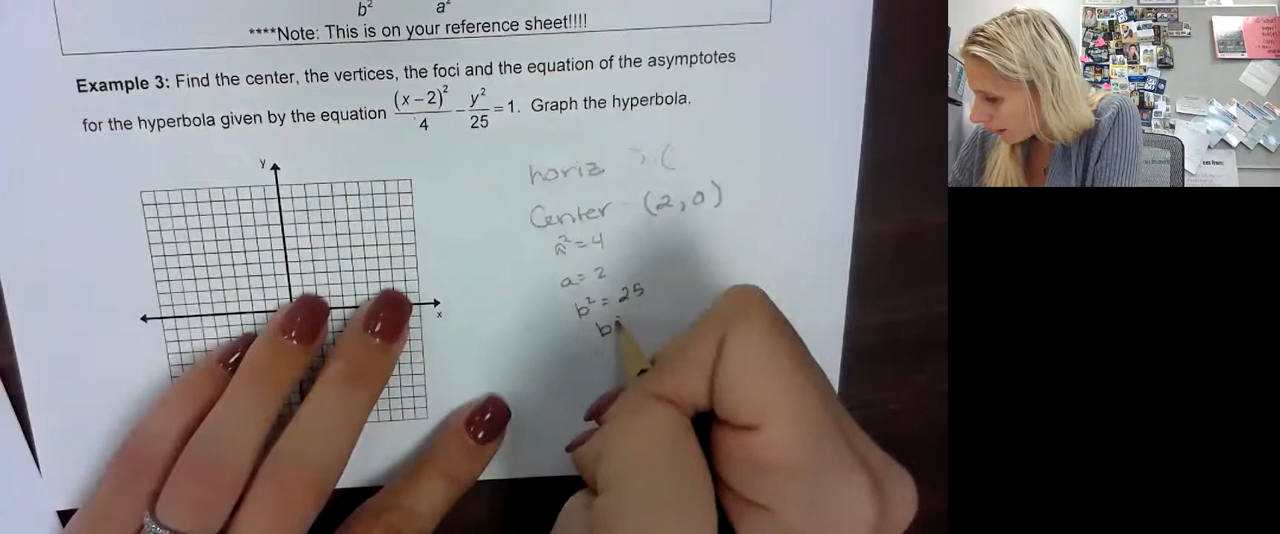 b² a²
****Note: This is on your reference sheet!!!!
Example 3: Find the center, the vertices, the foci and the equation of the asymptotes
for the hyperbola given by the equation (x-2)²/4 - y²/25 = 1. Graph the hyperbola.
y
x
horiz
Center (2,0)
a² = 4
a = 2
b² = 25
b =